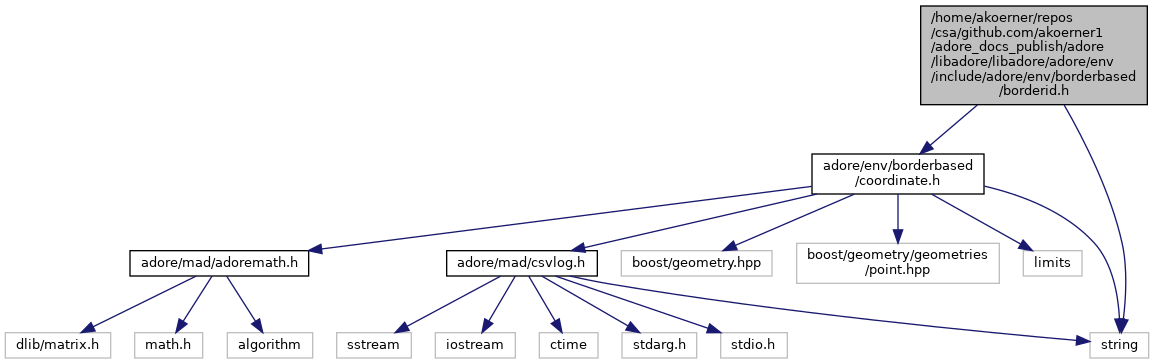 /home/akoerner/repos
/csa/github.com/akoerner1
/adore_docs_publish/adore
/libadore/libadore/adore/env
/include/adore/env/borderbased
/borderid.h
adore/env/borderbased
/coordinate.h
adore/mad/adoremath.h
adore/mad/csvlog.h
boost/geometry.hpp
boost/geometry/geometries
/point.hpp
limits
dlib/matrix.h
math.h
algorithm
sstream
iostream
ctime
stdarg.h
stdio.h
string